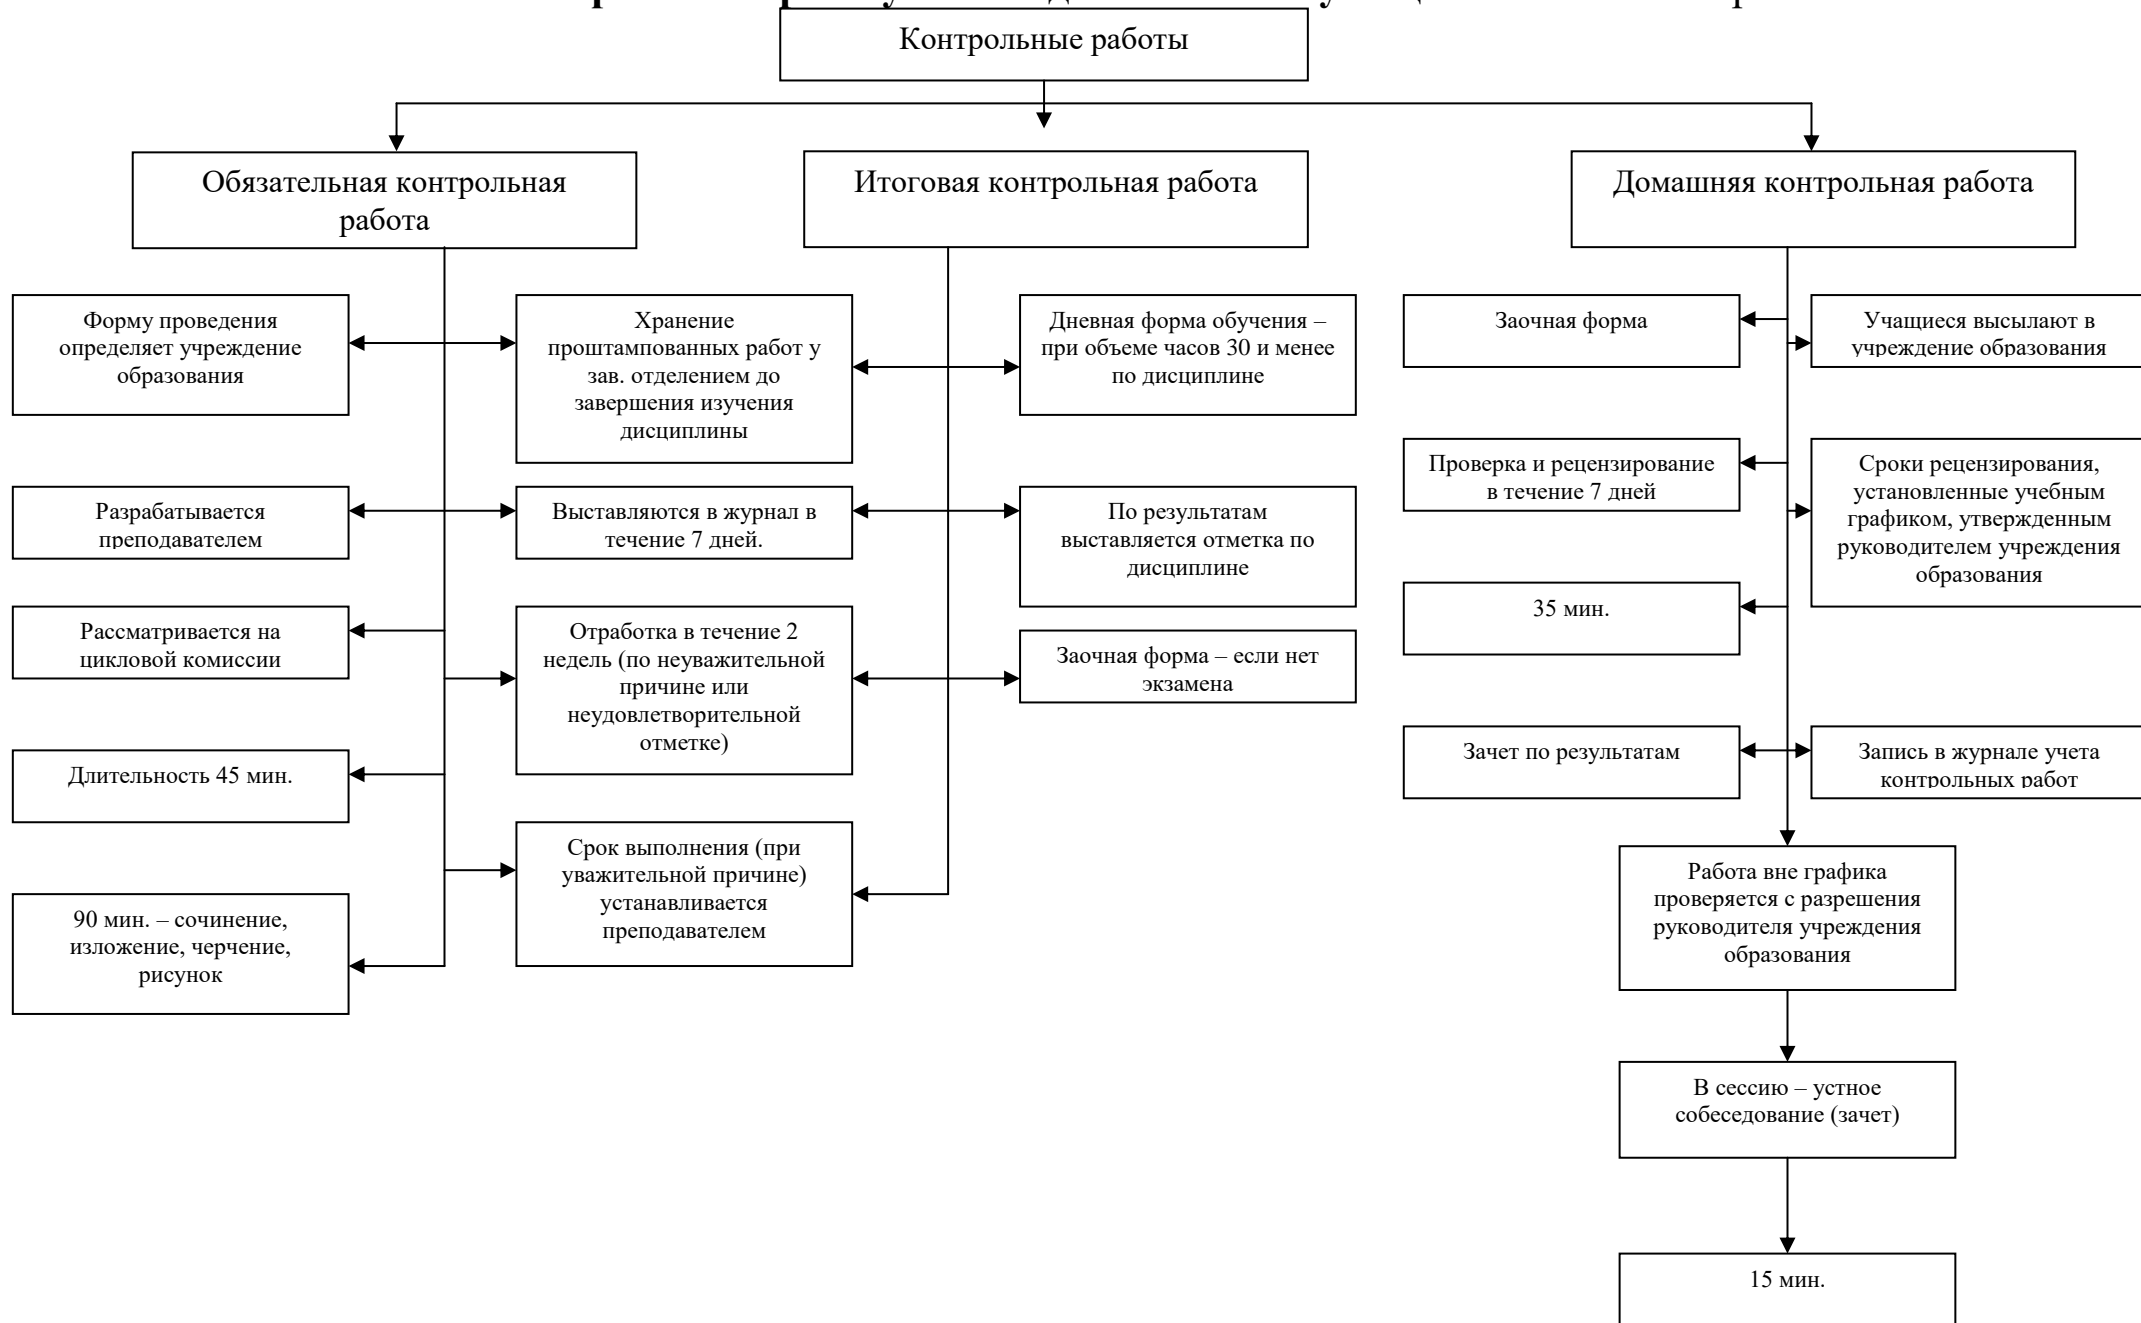 Контрольные работы
Обязательная контрольная
работа
Итоговая контрольная работа
Домашняя контрольная работа
Форму проведения
определяет учреждение
образования
Хранение
проштампованных работ у
зав. отделением до
завершения изучения
дисциплины
Дневная форма обучения –
при объеме часов 30 и менее
по дисциплине
Заочная форма
Учащиеся высылают в
учреждение образования
Разрабатывается
преподавателем
Выставляются в журнал в
течение 7 дней.
По результатам
выставляется отметка по
дисциплине
Проверка и рецензирование
в течение 7 дней
Сроки рецензирования,
установленные учебным
графиком, утвержденным
руководителем учреждения
образования
Рассматривается на
цикловой комиссии
Отработка в течение 2
недель (по неуважительной
причине или
неудовлетворительной
отметке)
Заочная форма – если нет
экзамена
35 мин.
Длительность 45 мин.
Зачет по результатам
Запись в журнале учета
контрольных работ
90 мин. – сочинение,
изложение, черчение,
рисунок
Срок выполнения (при
уважительной причине)
устанавливается
преподавателем
Работа вне графика
проверяется с разрешения
руководителя учреждения
образования
В сессию – устное
собеседование (зачет)
15 мин.